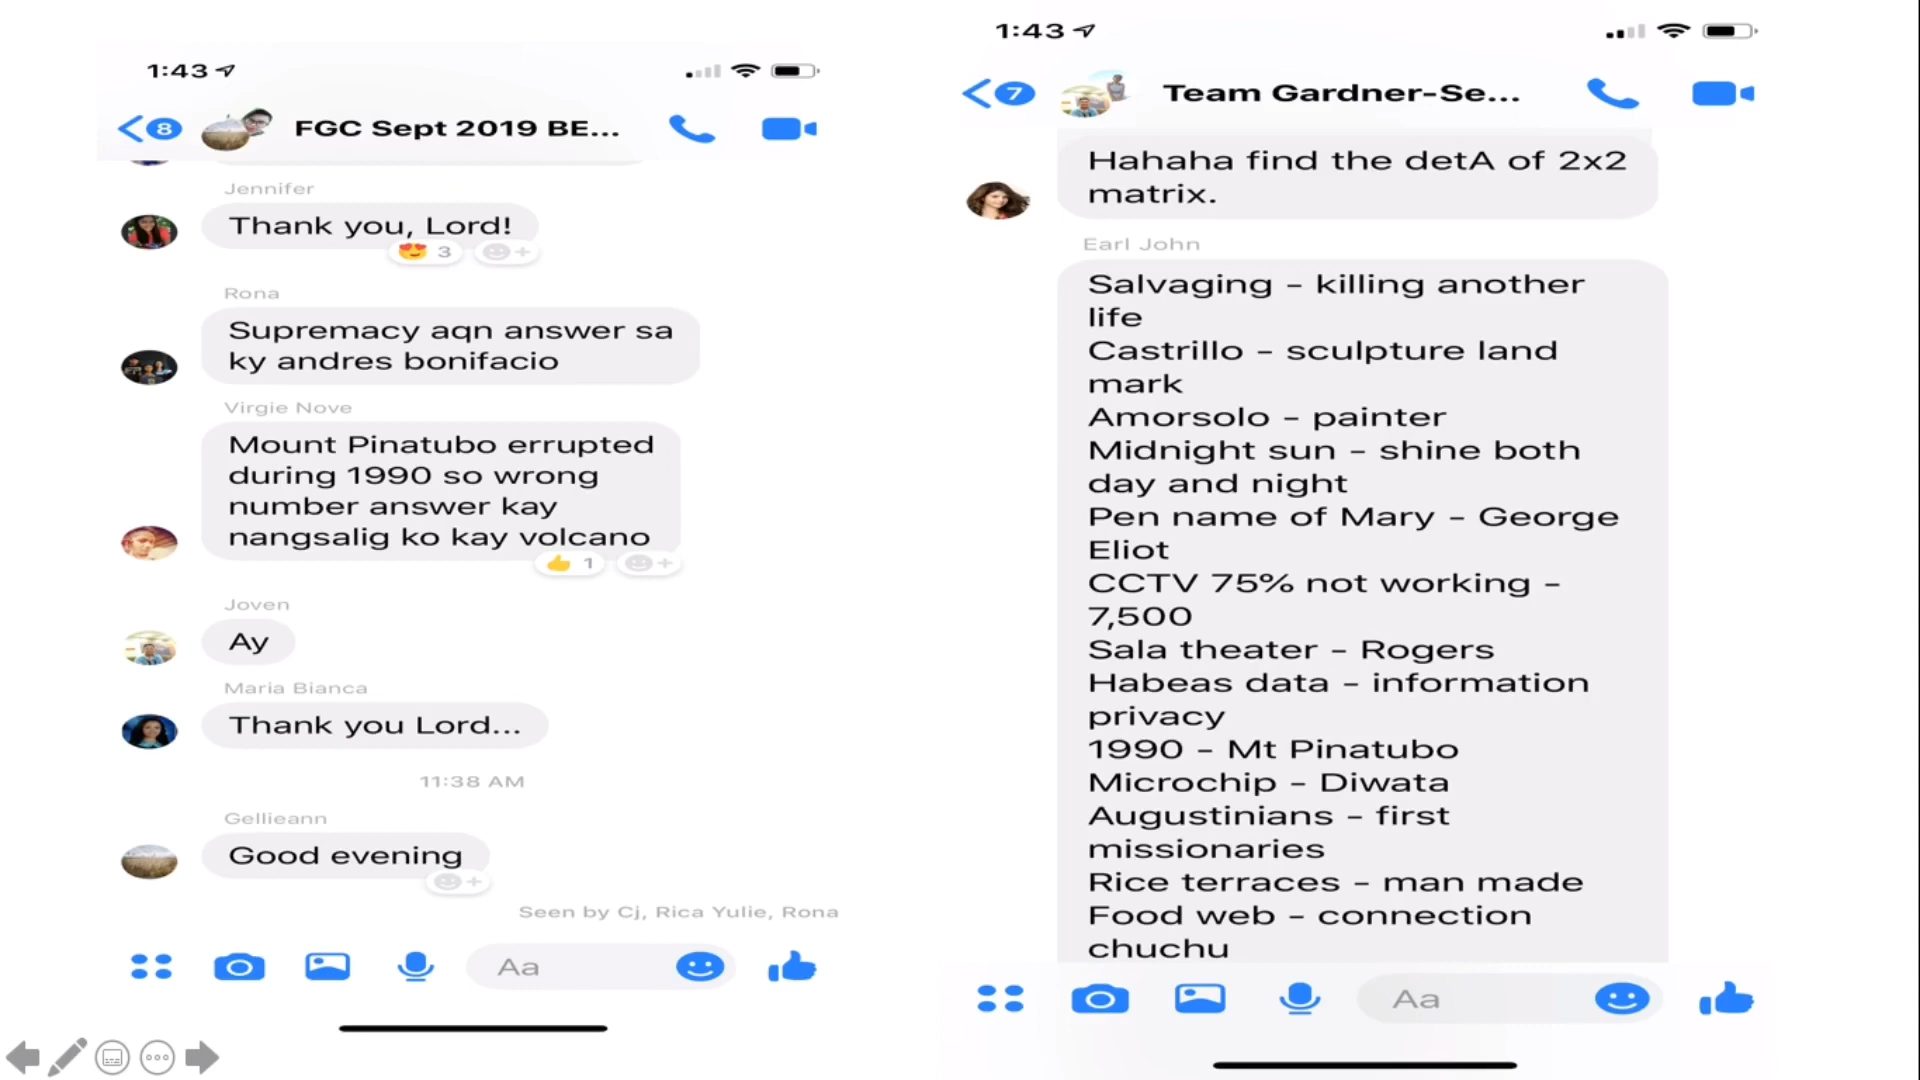 1:43
8
FGC Sept 2019 BE...
Jennifer
Thank you, Lord!
3
Rona
Supremacy aqn answer sa
ky andres bonifacio
Virgie Nove
Mount Pinatubo errupted
during 1990 so wrong
number answer kay
nangsalig ko kay volcano
1
Joven
Ay
Maria Bianca
Thank you Lord...
11:38 AM
Gellieann
Good evening
Seen by Cj, Rica Yulie, Rona
Aa
1:43
7
Team Gardner-Se...
Hahaha find the detA of 2x2
matrix.
Earl John
Salvaging - killing another
life
Castrillo - sculpture land
mark
Amorsolo - painter
Midnight sun - shine both
day and night
Pen name of Mary - George
Eliot
CCTV 75% not working -
7,500
Sala theater - Rogers
Habeas data - information
privacy
1990 - Mt Pinatubo
Microchip - Diwata
Augustinians - first
missionaries
Rice terraces - man made
Food web - connection
chuchu
Aa